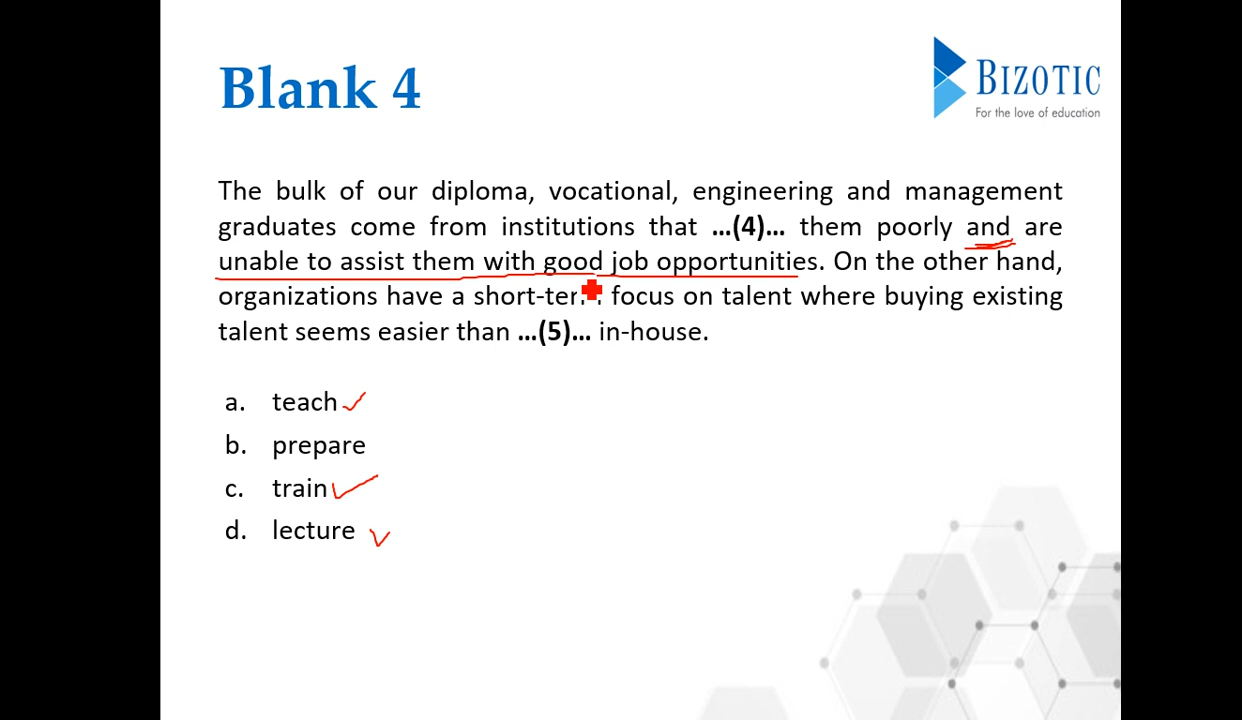 Blank 4
BIZOTIC
For the love of education
The bulk of our diploma, vocational, engineering and management
graduates come from institutions that ...(4)... them poorly and are
unable to assist them with good job opportunities. On the other hand,
organizations have a focus on talent where buying existing
talent seems easier than ...(5)... in-house.
a. teach
b. prepare
c. train
d. lecture